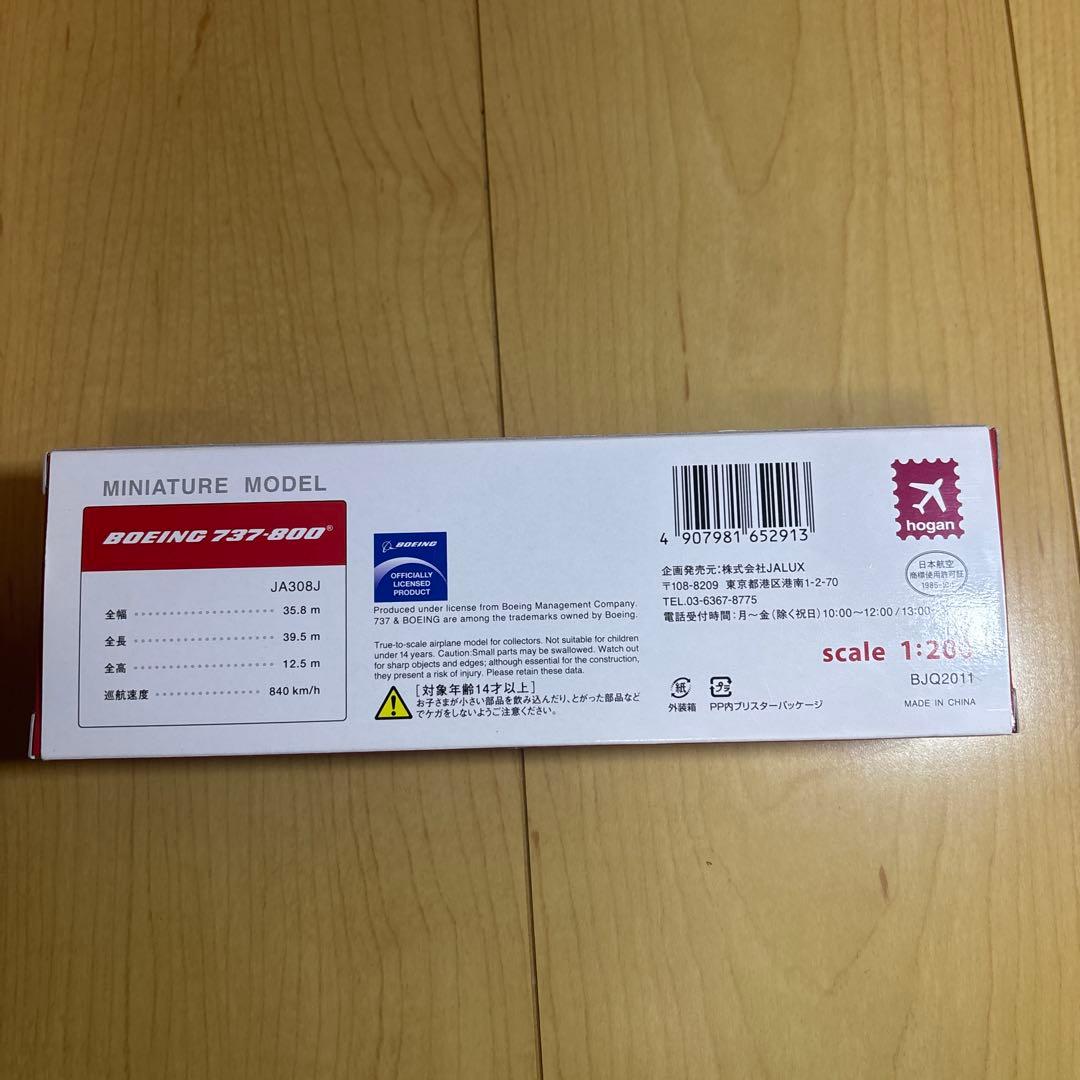 MINIATURE MODEL
BOEING 737-800®
JA308J
全幅 35.8 m
全長 39.5 m
全高 12.5 m
巡航速度 840 km/h
BOEING
OFFICIALLY
LICENSED
PRODUCT
Produced under license from Boeing Management Company.
737 & BOEING are among the trademarks owned by Boeing.
True-to-scale airplane model for collectors. Not suitable for children
under 14 years. Caution:Small parts may be swallowed. Watch out
for sharp objects and edges; although essential for the construction,
they present a risk of injury. Please retain these data.
[対象年齢14才以上]
お子さまが小さい部品を飲み込んだり、とがった部品など
でケガをしないようご注意ください。
4 907981 652913
企画発売元:株式会社JALUX
〒108-8209 東京都港区港南1-2-70
TEL.03-6367-8775
電話受付時間:月〜金(除く祝日)10:00〜12:00/13:00
hogan
日本航空
商標使用許可証
scale 1:200
BJQ2011
MADE IN CHINA
紙
外装箱
プラ
PP内ブリスターパッケージ